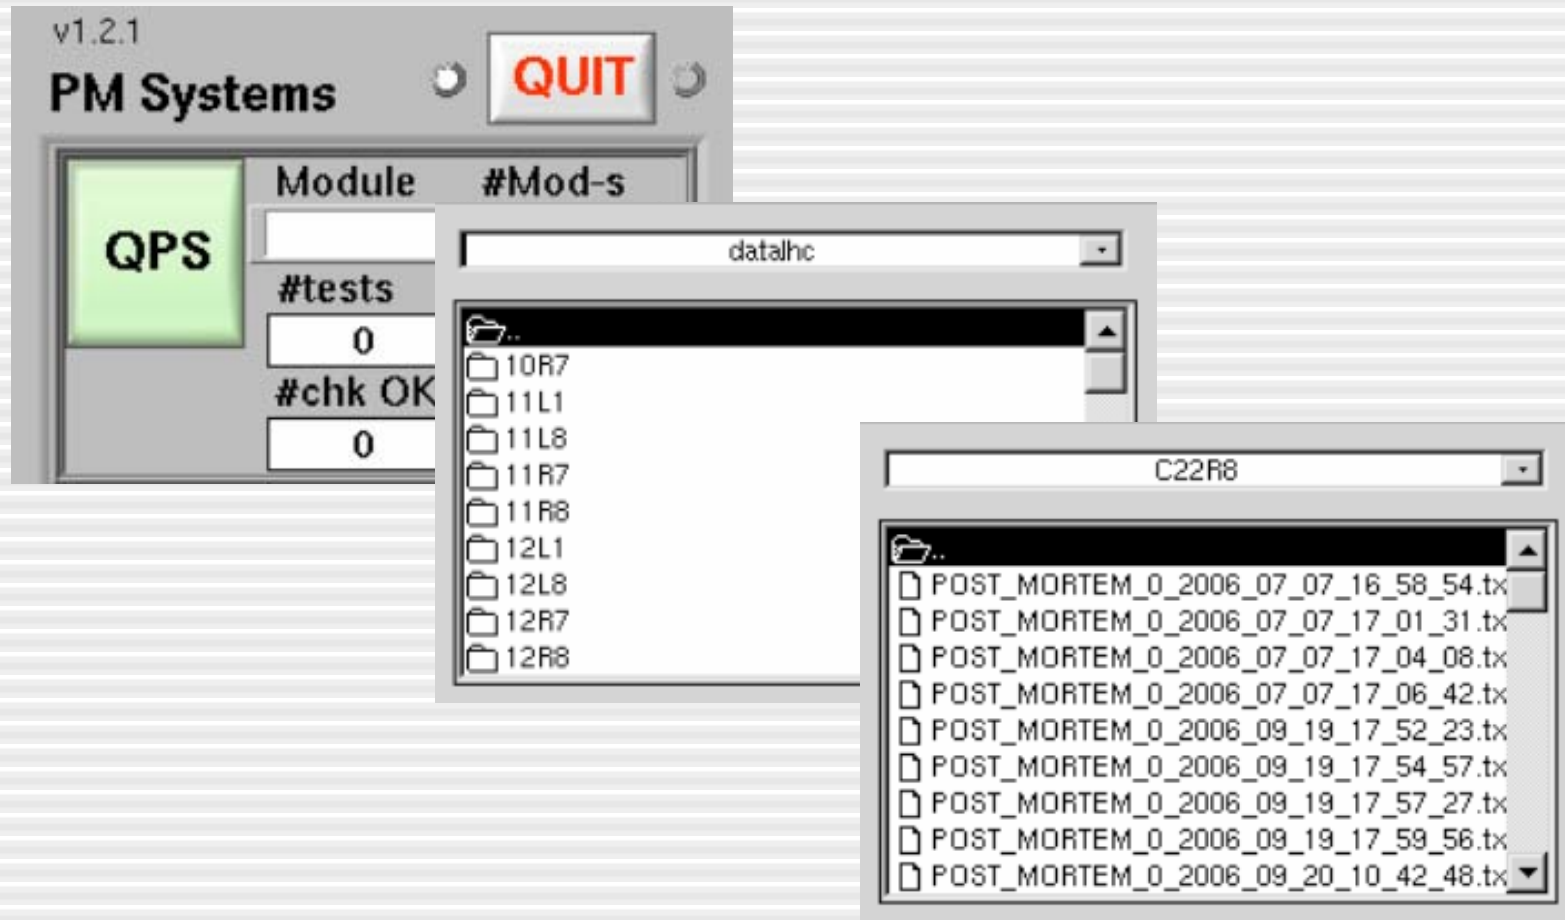 v1.2.1
PM Systems
QUIT
QPS
Module #Mod-s
#tests
0
#chk OK
0
datalhc
..
10R7
11L1
11L8
11R7
11R8
12L1
12L8
12R7
12R8
C22R8
..
POST_MORTEM_0_2006_07_07_16_58_54.tx
POST_MORTEM_0_2006_07_07_17_01_31.tx
POST_MORTEM_0_2006_07_07_17_04_08.tx
POST_MORTEM_0_2006_07_07_17_06_42.tx
POST_MORTEM_0_2006_09_19_17_52_23.tx
POST_MORTEM_0_2006_09_19_17_54_57.tx
POST_MORTEM_0_2006_09_19_17_57_27.tx
POST_MORTEM_0_2006_09_19_17_59_56.tx
POST_MORTEM_0_2006_09_20_10_42_48.tx